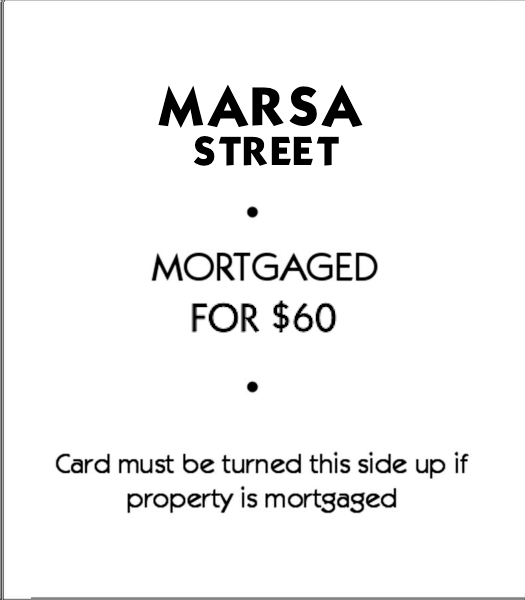 MARSA
STREET
•
MORTGAGED
FOR $60
•
Card must be turned this side up if
property is mortgaged